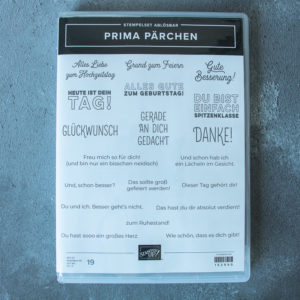 STEMPELSET ABLÖSBAR
PRIMA PÄRCHEN
Alles Liebe
zum Hochzeitstag
Grund zum Feiern
Gute
Besserung!
HEUTE IST DEIN
TAG!
ALLES GUTE
ZUM GEBURTSTAG!
DU BIST
EINFACH
SPITZENKLASSE
GLÜCKWUNSCH
GERADE
AN DICH
GEDACHT
DANKE!
Freu mich so für dich!
(und bin nur ein bisschen neidisch)
Und schon hab ich
ein Lächeln im Gesicht.
Und, schon besser?
Das sollte groß
gefeiert werden!
Dieser Tag gehört dir!
Du und ich. Besser geht's nicht.
Das hast du dir absolut verdient!
zum Ruhestand!
Du hast sooo ein großes Herz.
Wie schön, dass es dich gibt!
19
STAMPIN' UP!